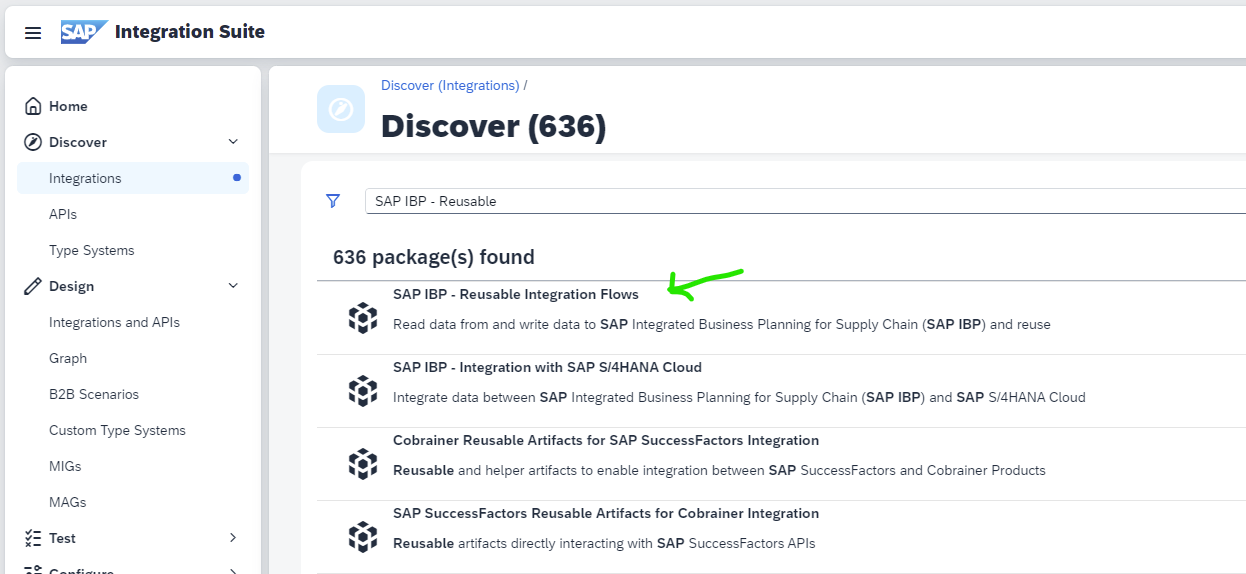 SAP Integration Suite
Home
Discover
Integrations
APIs
Type Systems
Design
Integrations and APIs
Graph
B2B Scenarios
Custom Type Systems
MIGs
MAGs
Test
Configure
Discover (Integrations) /
Discover (636)
SAP IBP - Reusable
636 package(s) found
SAP IBP - Reusable Integration Flows
Read data from and write data to SAP Integrated Business Planning for Supply Chain (SAP IBP) and reuse
SAP IBP - Integration with SAP S/4HANA Cloud
Integrate data between SAP Integrated Business Planning for Supply Chain (SAP IBP) and SAP S/4HANA Cloud
Cobrainer Reusable Artifacts for SAP SuccessFactors Integration
Reusable and helper artifacts to enable integration between SAP SuccessFactors and Cobrainer Products
SAP SuccessFactors Reusable Artifacts for Cobrainer Integration
Reusable artifacts directly interacting with SAP SuccessFactors APIs